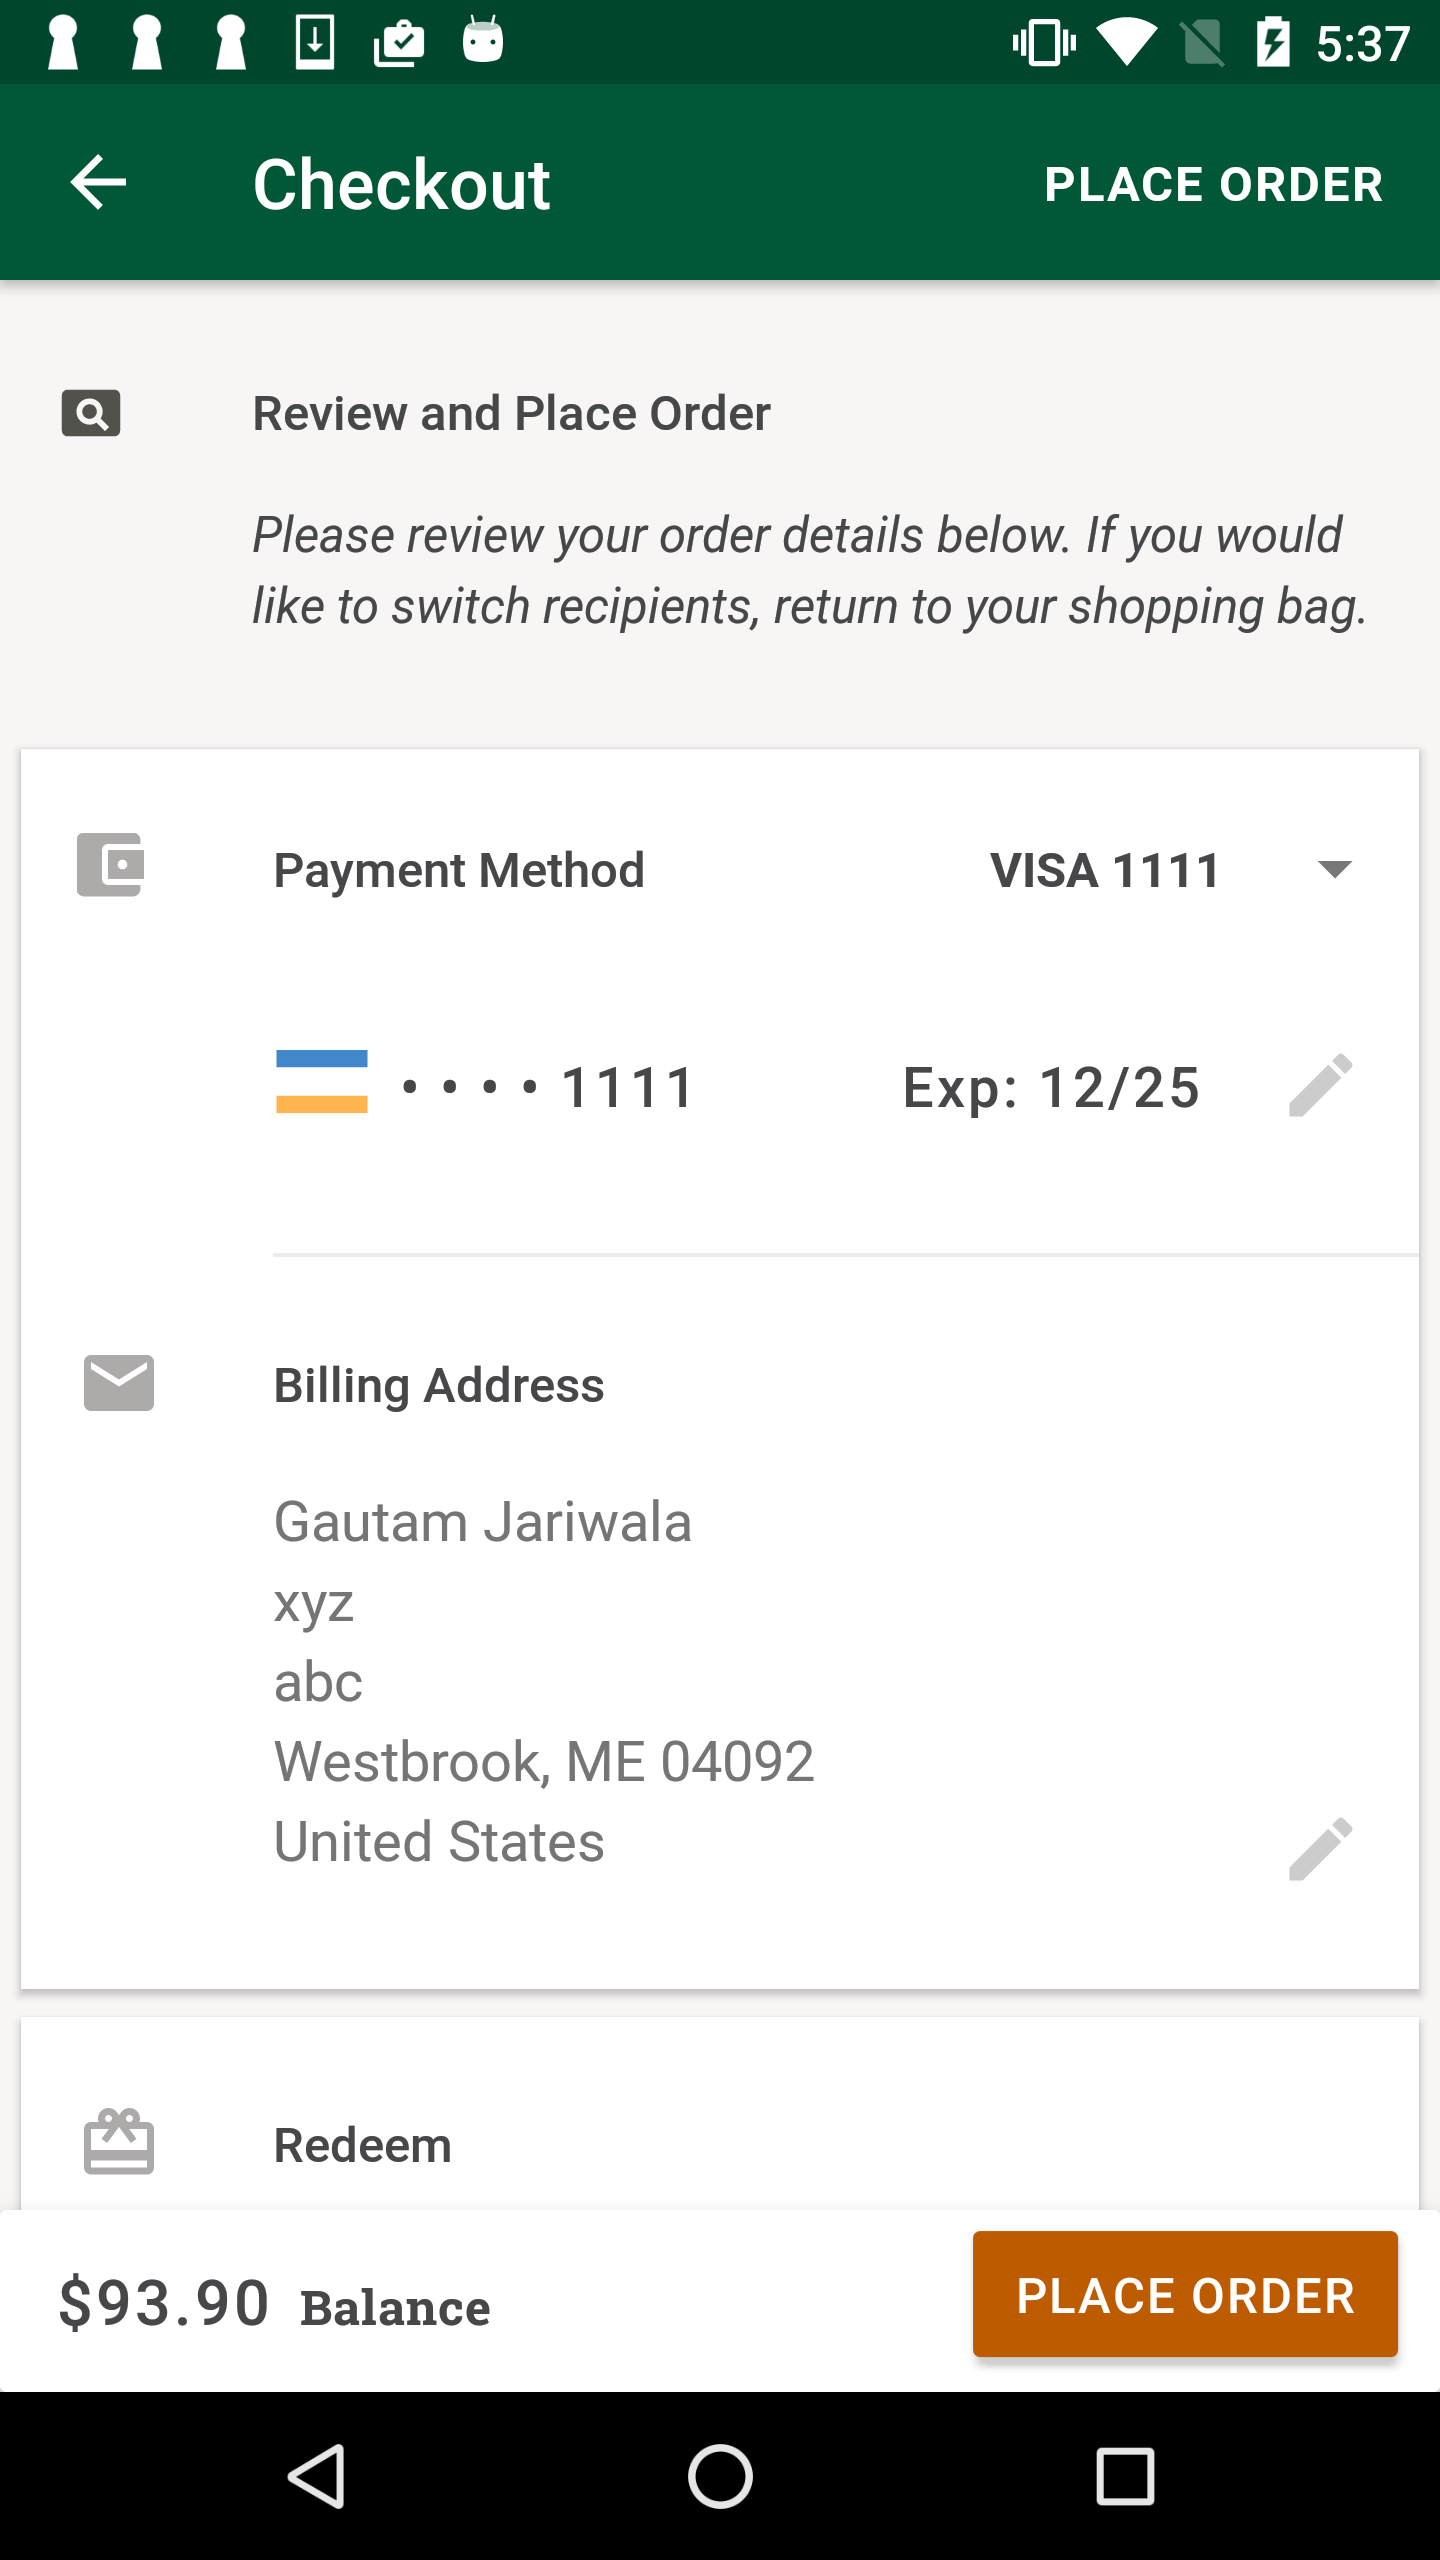 5:37
Checkout
PLACE ORDER
Review and Place Order
Please review your order details below. If you would
like to switch recipients, return to your shopping bag.
Payment Method
VISA 1111
• • • • 1111
Exp: 12/25
Billing Address
Gautam Jariwala
xyz
abc
Westbrook, ME 04092
United States
Redeem
$93.90 Balance
PLACE ORDER